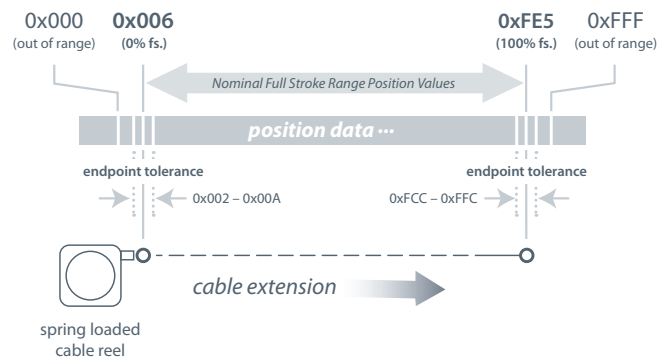 0x000 0x006 0xFE5 0xFFF
(out of range) (0% fs.) (100% fs.) (out of range)
Nominal Full Stroke Range Position Values
position data ···
endpoint tolerance endpoint tolerance
0x002 – 0x00A 0xFCC – 0xFFC
cable extension
spring loaded
cable reel